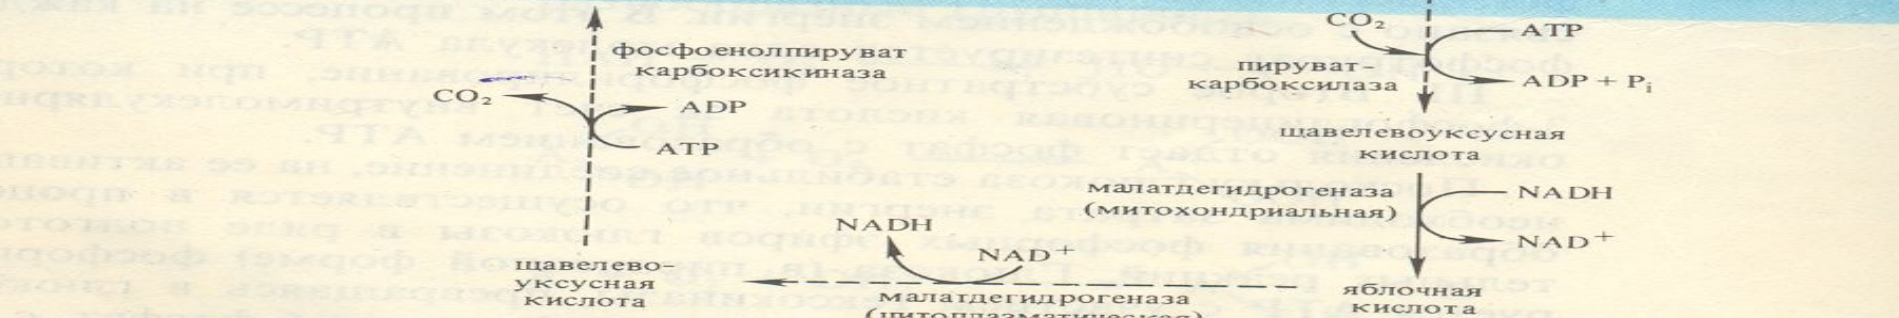 фосфоенолпируват
карбоксикиназа
CO₂
ADP
ATP
щавелево-
уксусная
кислота
NADH
NAD⁺
малатдегидрогеназа
(цитоплазматическая)
CO₂
ATP
пируват-
карбоксилаза
ADP + Pᵢ
щавелевоуксусная
кислота
малатдегидрогеназа
(митохондриальная)
NADH
NAD⁺
яблочная
кислота